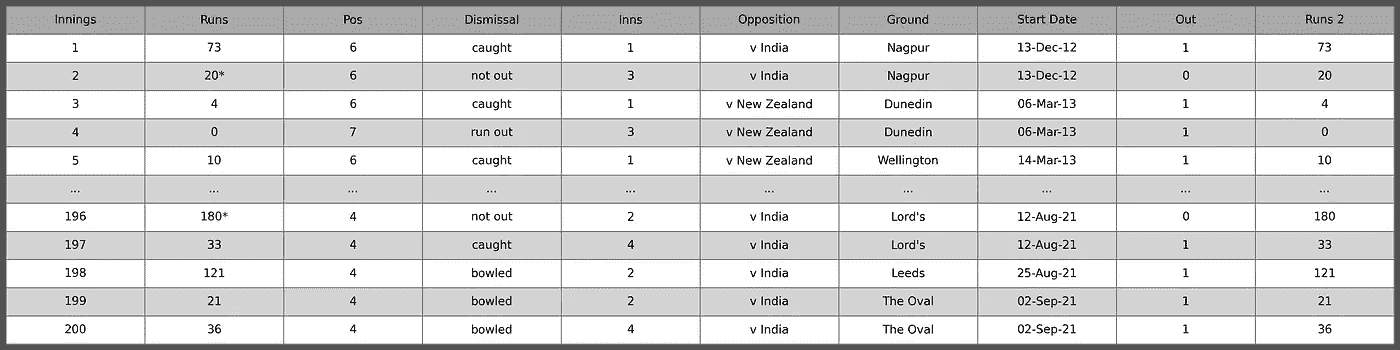 Innings Runs Pos Dismissal Inns Opposition Ground Start Date Out Runs 2
1 73 6 caught 1 v India Nagpur 13-Dec-12 1 73
2 20* 6 not out 3 v India Nagpur 13-Dec-12 0 20
3 4 6 caught 1 v New Zealand Dunedin 06-Mar-13 1 4
4 0 7 run out 3 v New Zealand Dunedin 06-Mar-13 1 0
5 10 6 caught 1 v New Zealand Wellington 14-Mar-13 1 10
... ... ... ... ... ... ... ... ... ...
196 180* 4 not out 2 v India Lord's 12-Aug-21 0 180
197 33 4 caught 4 v India Lord's 12-Aug-21 1 33
198 121 4 bowled 2 v India Leeds 25-Aug-21 1 121
199 21 4 bowled 2 v India The Oval 02-Sep-21 1 21
200 36 4 bowled 4 v India The Oval 02-Sep-21 1 36